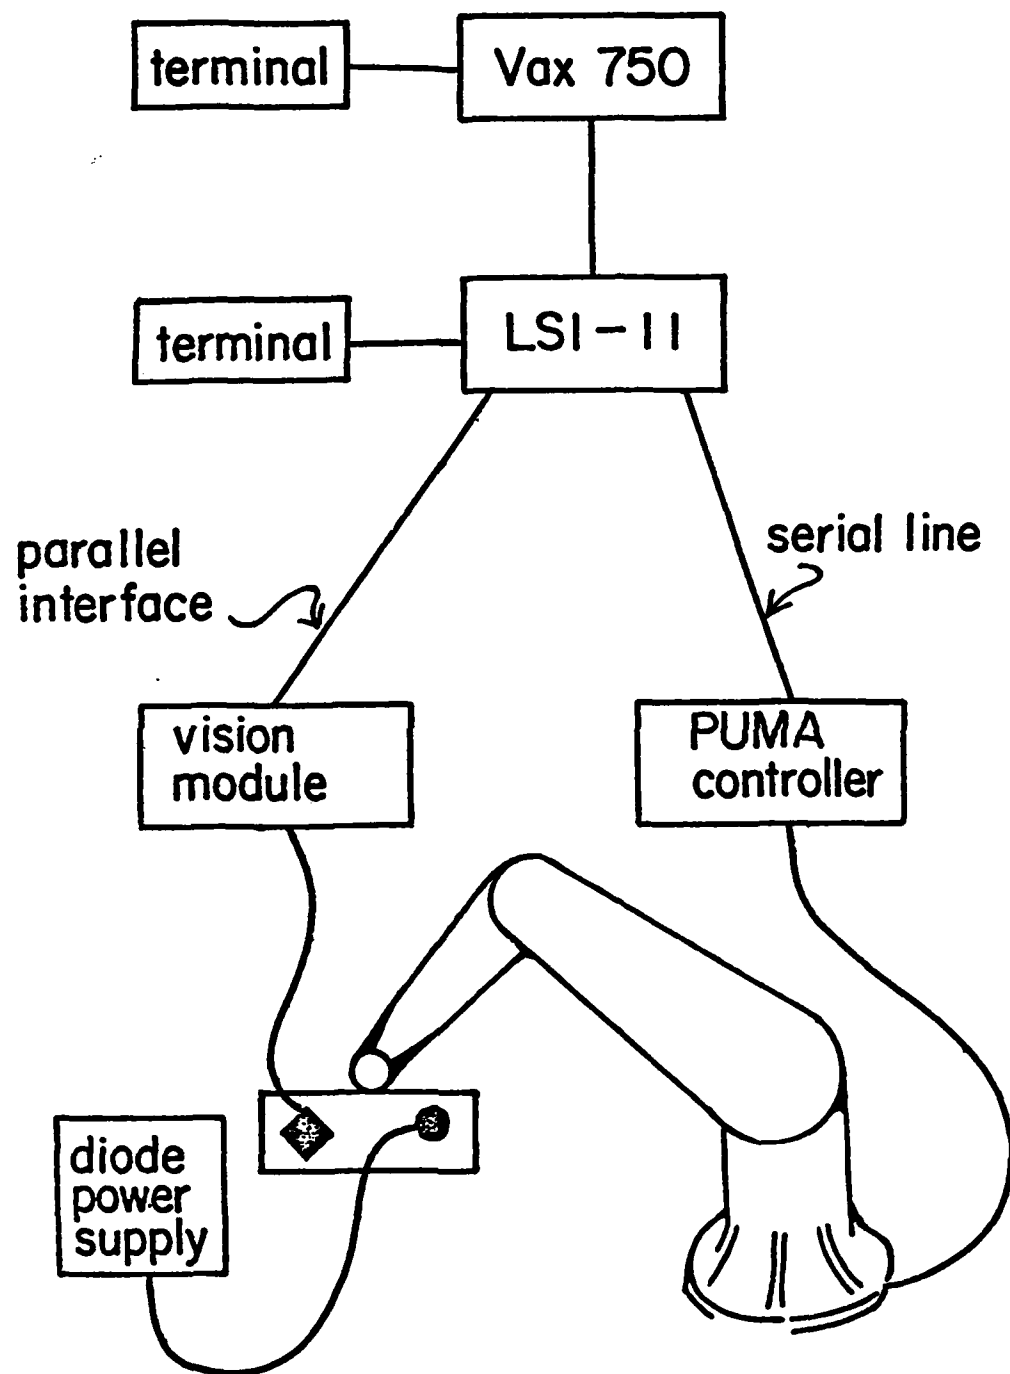 terminal
Vax 750
terminal
LSI-11
parallel
interface
serial line
vision
module
PUMA
controller
diode
power
supply